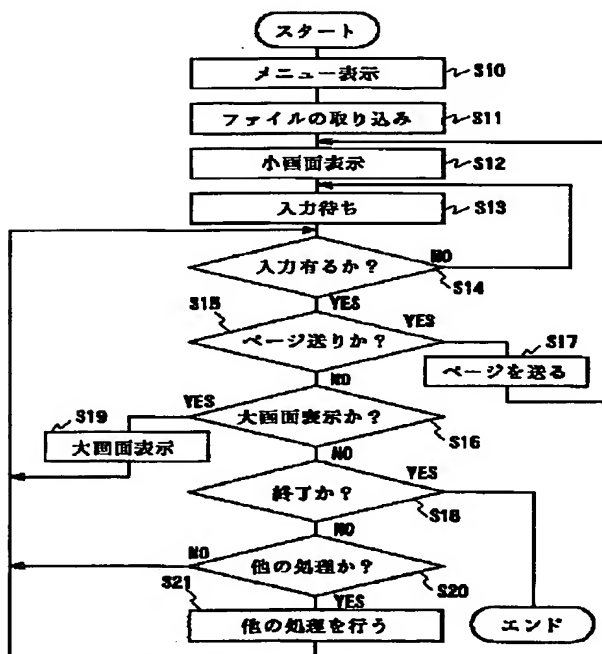 スタート
メニュー表示
S10
ファイルの取り込み
S11
小画面表示
S12
入力待ち
S13
入力有るか？
NO
S14
YES
S15
ページ送りか？
YES
S17
ページを送る
NO
大画面表示か？
YES
S16
S19
大画面表示
NO
終了か？
YES
S18
NO
他の処理か？
NO
S20
S21
YES
他の処理を行う
エンド